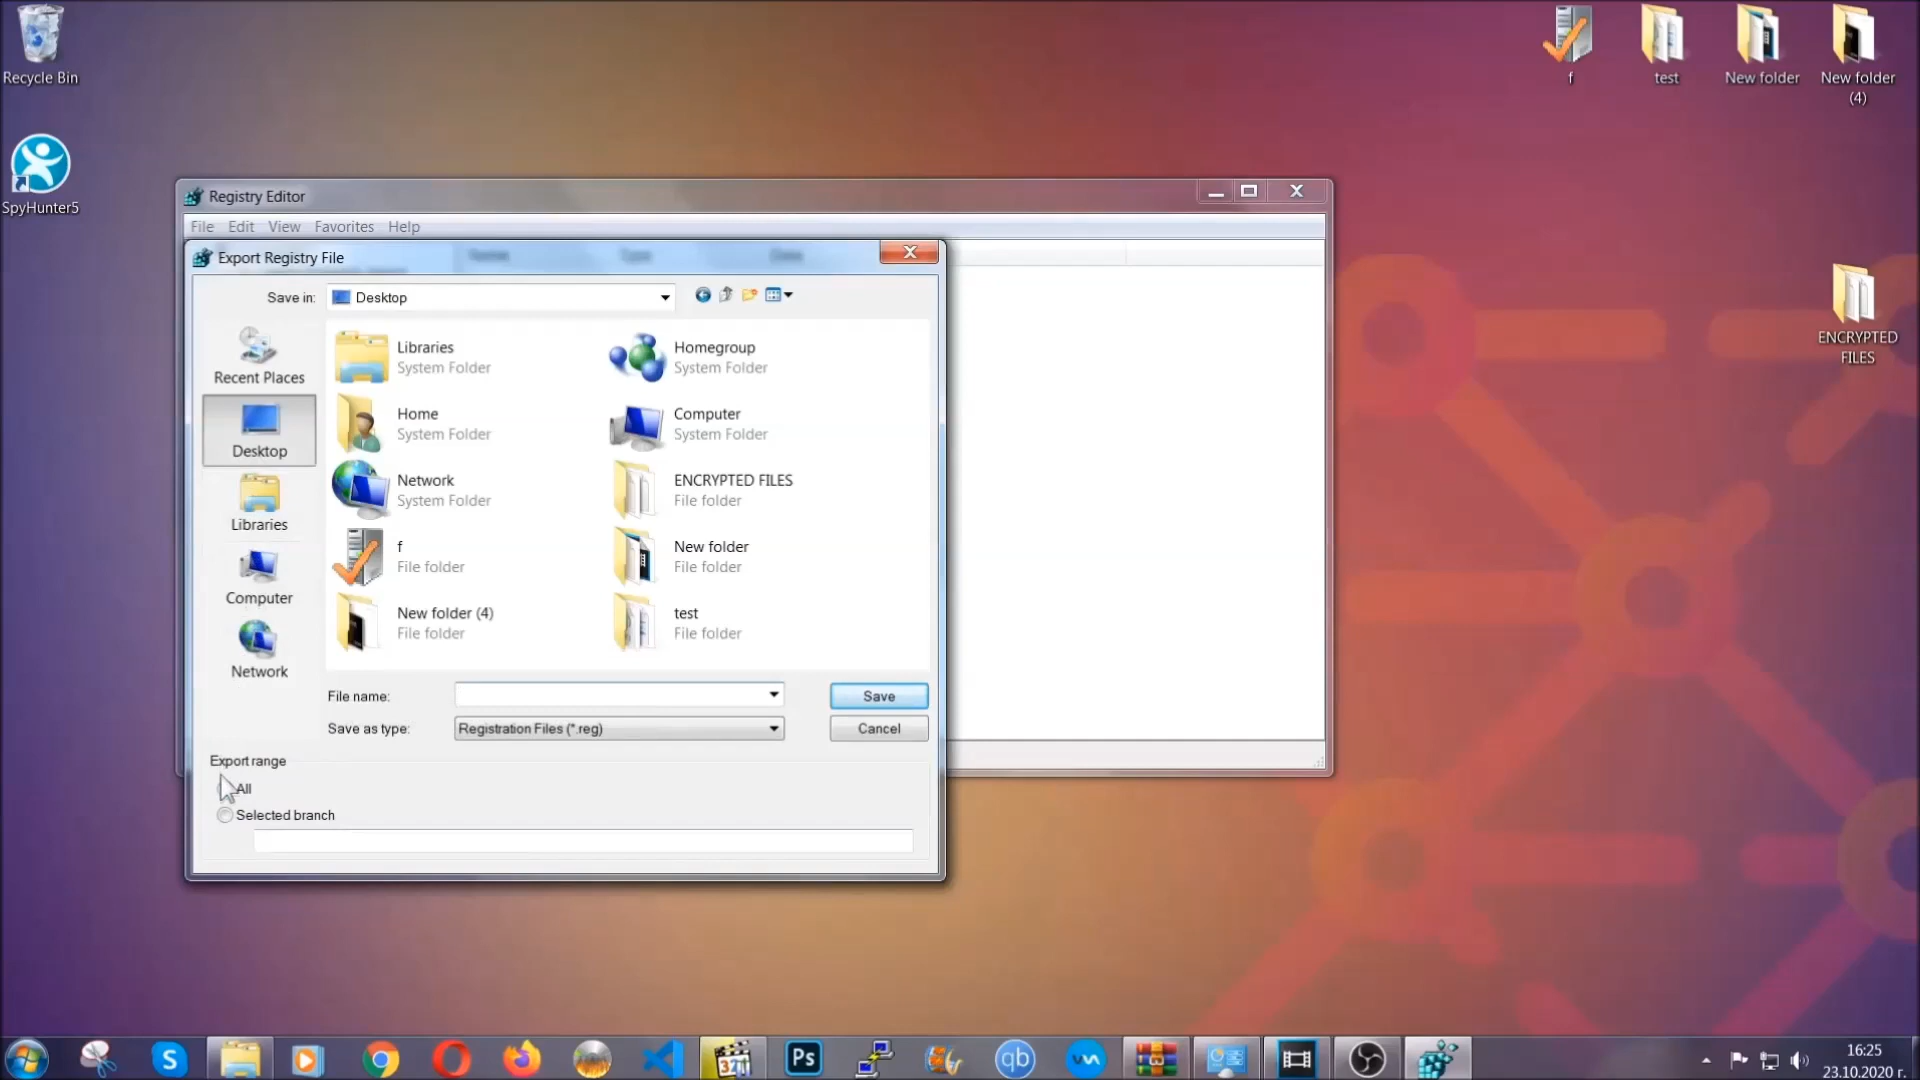 Recycle Bin
SpyHunter5
f
test
New folder
New folder
(4)
ENCRYPTED
FILES
Registry Editor
File Edit View Favorites Help
Export Registry File
Save in:
Desktop
Recent Places
Desktop
Libraries
Computer
Network
Libraries
System Folder
Homegroup
System Folder
Home
System Folder
Computer
System Folder
Network
System Folder
ENCRYPTED FILES
File folder
f
File folder
New folder
File folder
New folder (4)
File folder
test
File folder
File name:
Save
Save as type:
Registration Files (*.reg)
Cancel
Export range
All
Selected branch
S
321
Ps
qb
16:25
23.10.2020 г.